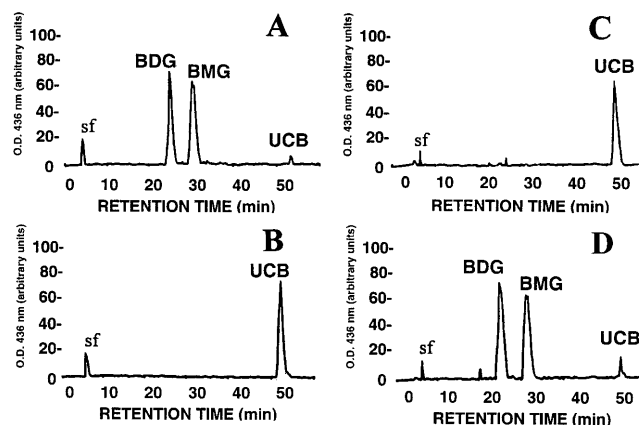 A
O.D. 436 nm (arbitrary units)
100-
80-
60-
40-
20-
0
sf
BDG
BMG
UCB
0 10 20 30 40 50
RETENTION TIME (min)
C
O.D. 436 nm (arbitrary units)
100-
80-
60-
40-
20-
0
sf
UCB
0 10 20 30 40 50
RETENTION TIME (min)
B
O.D. 436 nm (arbitrary units)
100-
80-
60-
40-
20-
0
sf
UCB
0 10 20 30 40 50
RETENTION TIME (min)
D
O.D. 436 nm (arbitrary units)
100-
80-
60-
40-
20-
0
sf
BDG
BMG
UCB
0 10 20 30 40 50
RETENTION TIME (min)